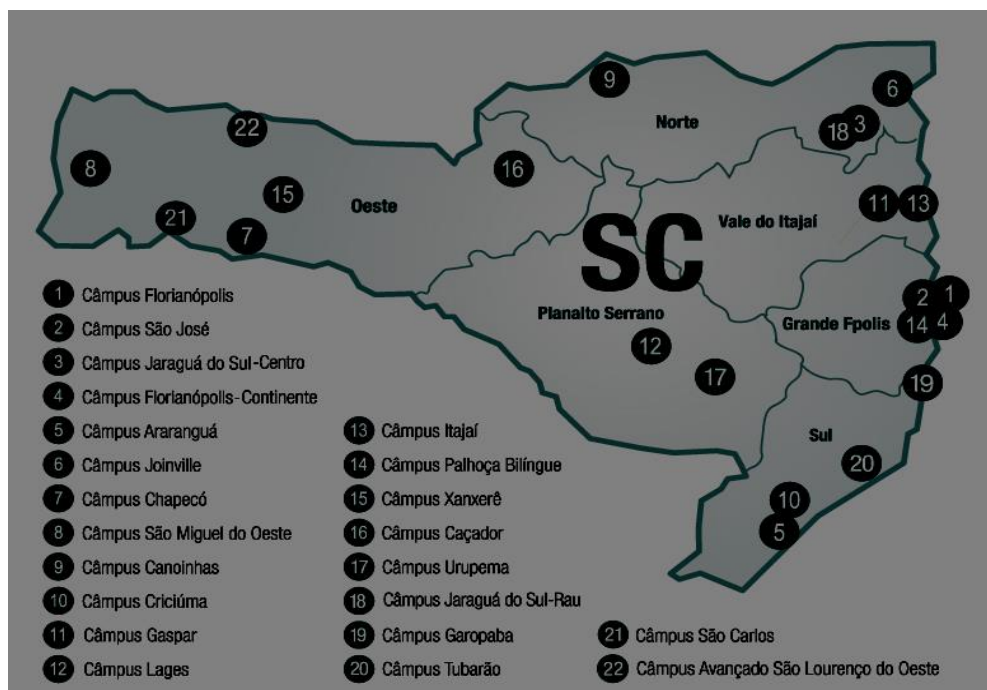 9
6
Norte
22
18
3
8
16
15
Oeste
11
13
21
Vale do Itajaí
7
SC
2
1
Planalto Serrano
Grande Fpolis
14
4
12
17
19
Sul
20
10
5
1 Câmpus Florianópolis
2 Câmpus São José
3 Câmpus Jaraguá do Sul-Centro
4 Câmpus Florianópolis-Continente
5 Câmpus Araranguá
6 Câmpus Joinville
7 Câmpus Chapecó
8 Câmpus São Miguel do Oeste
9 Câmpus Canoinhas
10 Câmpus Criciúma
11 Câmpus Gaspar
12 Câmpus Lages
13 Câmpus Itajaí
14 Câmpus Palhoça Bilíngue
15 Câmpus Xanxerê
16 Câmpus Caçador
17 Câmpus Urupema
18 Câmpus Jaraguá do Sul-Rau
19 Câmpus Garopaba
20 Câmpus Tubarão
21 Câmpus São Carlos
22 Câmpus Avançado São Lourenço do Oeste